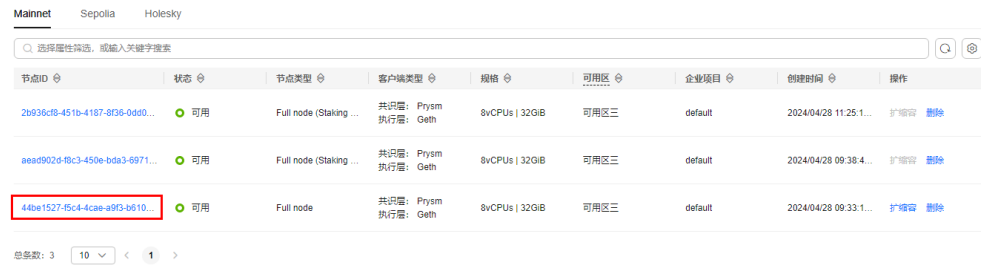 Mainnet Sepolia Holesky
选择属性筛选，或输入关键字搜索
节点ID 状态 节点类型 客户端类型 规格 可用区 企业项目 创建时间 操作
2b936cf8-451b-4187-8f36-0dd0... 可用 Full node (Staking ... 共识层： Prysm 8vCPUs | 32GiB 可用区三 default 2024/04/28 11:25:1... 扩缩容 删除
执行层： Geth
aead902d-f8c3-450e-bda3-6971... 可用 Full node (Staking ... 共识层： Prysm 8vCPUs | 32GiB 可用区三 default 2024/04/28 09:38:4... 扩缩容 删除
执行层： Geth
44be1527-f5c4-4cae-a9f3-b610... 可用 Full node 共识层： Prysm 8vCPUs | 32GiB 可用区三 default 2024/04/28 09:33:1... 扩缩容 删除
执行层： Geth
总条数： 3 10 < 1 >